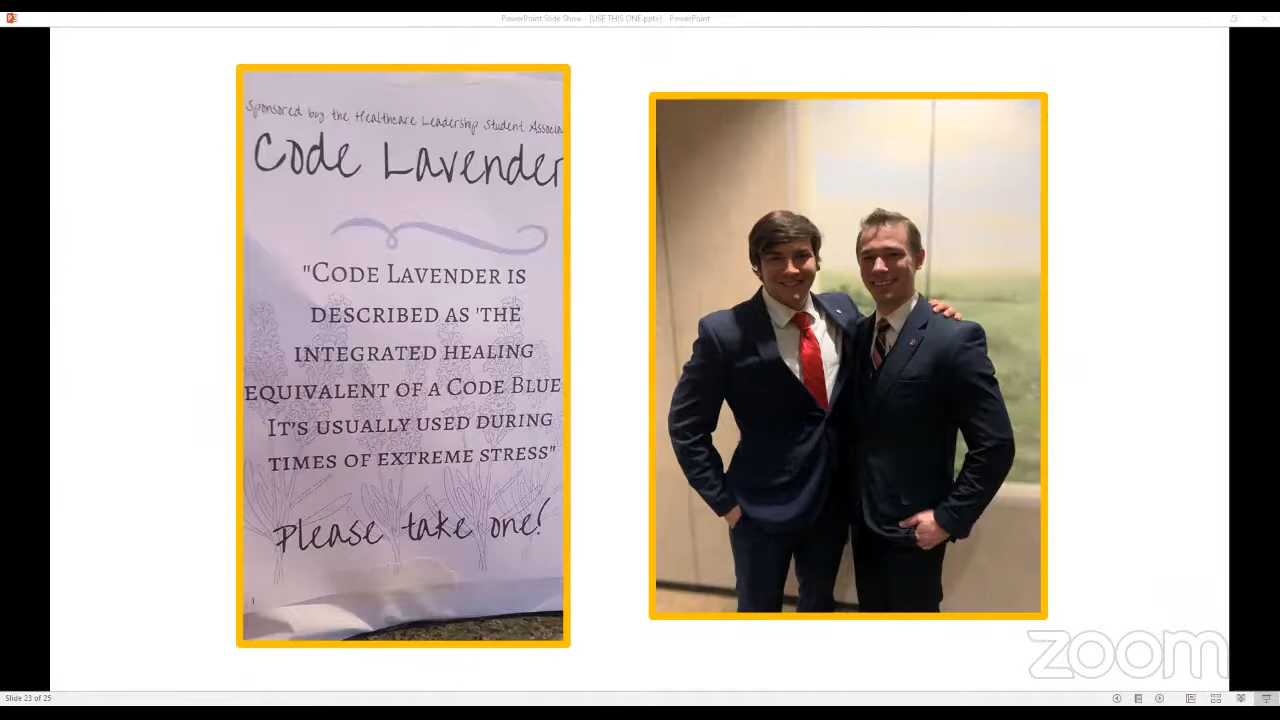 PowerPoint Slide Show - [USE THIS ONE.pptx] - PowerPoint
Sponsored by the Healthcare Leadership Student
Code Lavender
"CODE LAVENDER IS
DESCRIBED AS 'THE
INTEGRATED HEALING
EQUIVALENT OF A CODE BLUE
IT'S USUALLY USED DURING
TIMES OF EXTREME STRESS"
Please take one!
zoom
Slide 23 of 25